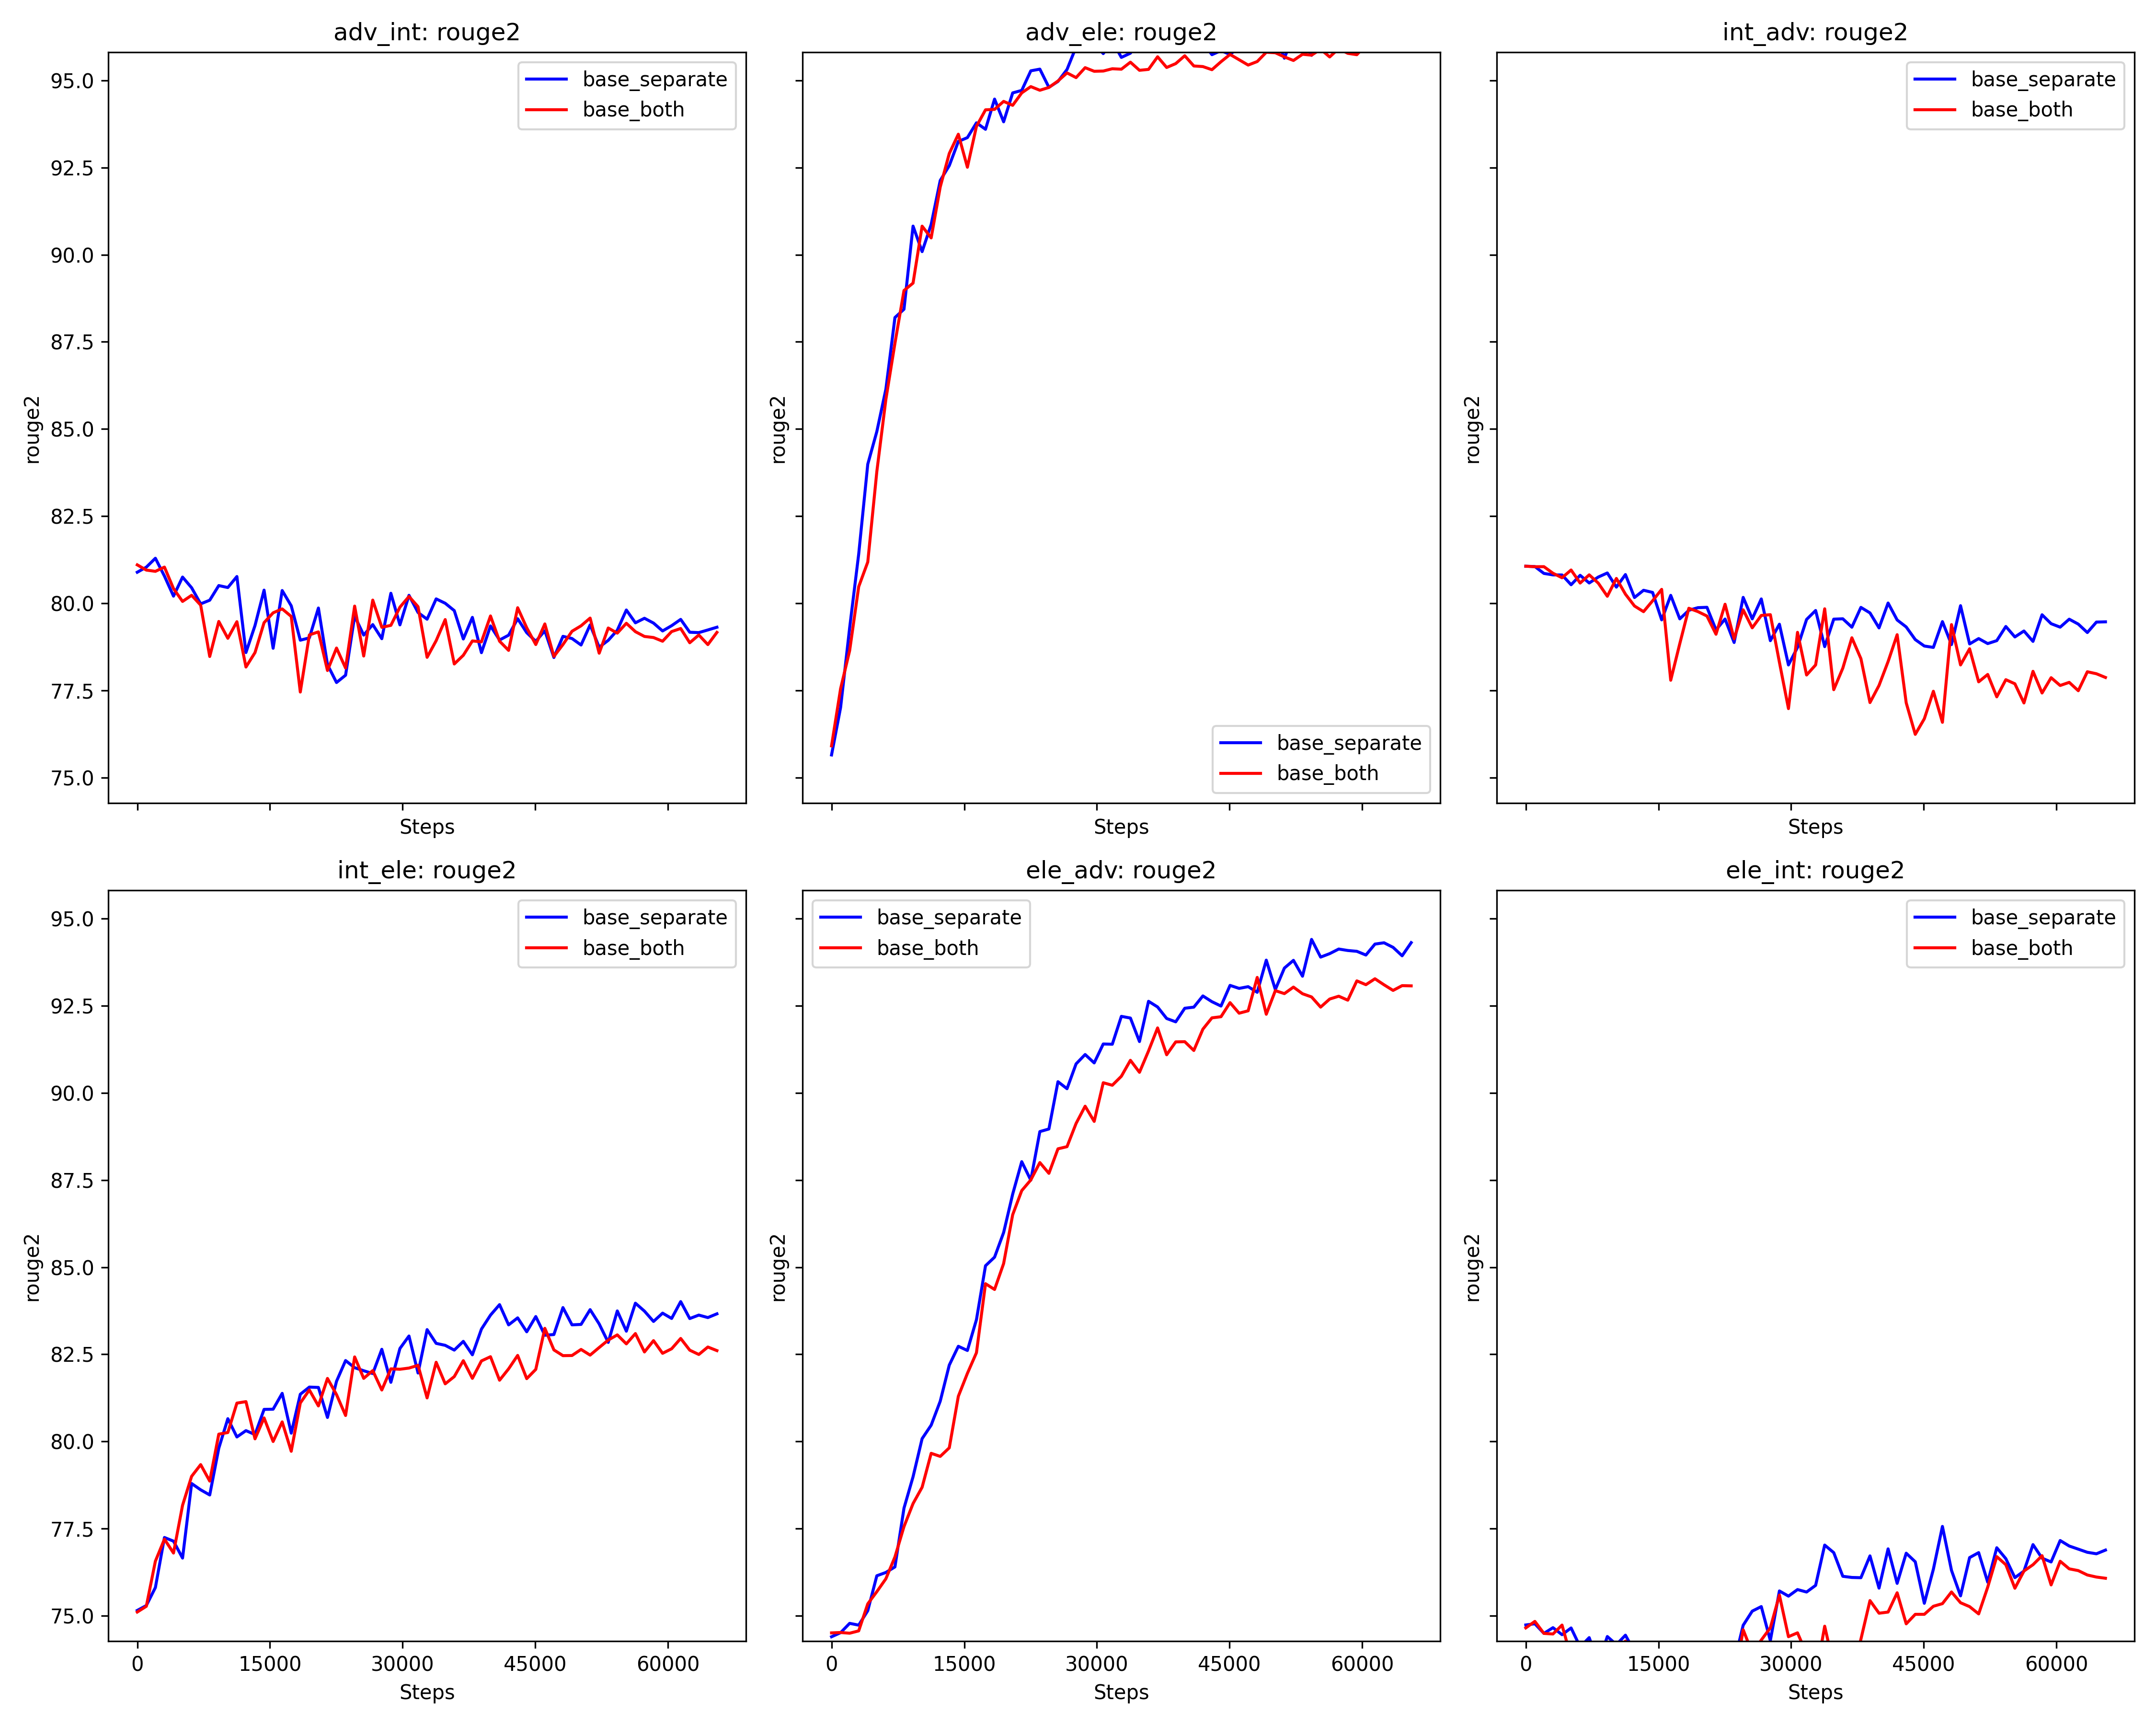 adv_int: rouge2
adv_ele: rouge2
int_adv: rouge2
95.0
92.5
90.0
87.5
85.0
82.5
80.0
77.5
75.0
rouge2
rouge2
rouge2
base_separate
base_both
base_separate
base_both
base_separate
base_both
Steps
Steps
Steps
int_ele: rouge2
ele_adv: rouge2
ele_int: rouge2
95.0
92.5
90.0
87.5
85.0
82.5
80.0
77.5
75.0
rouge2
rouge2
rouge2
base_separate
base_both
base_separate
base_both
base_separate
base_both
0 15000 30000 45000 60000
0 15000 30000 45000 60000
0 15000 30000 45000 60000
Steps
Steps
Steps